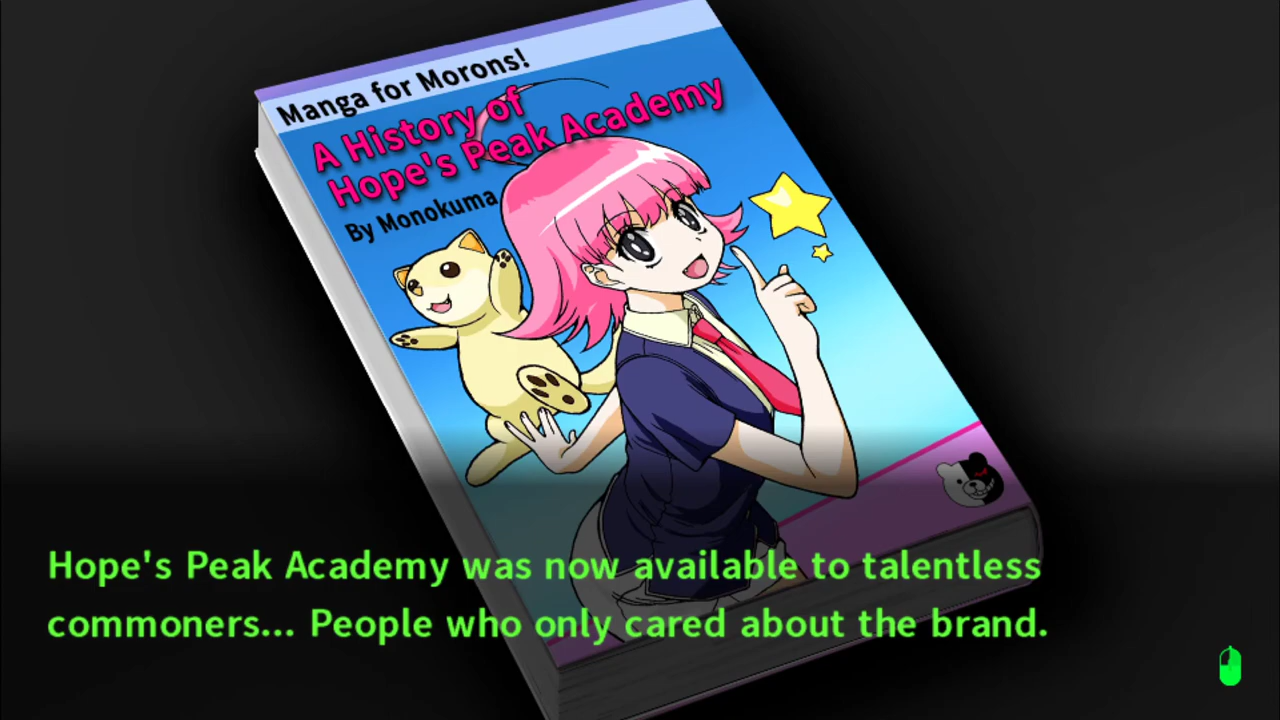 Manga for Morons!
A History of
Hope's Peak Academy
By Monokuma
Hope's Peak Academy was now available to talentless
commoners... People who only cared about the brand.